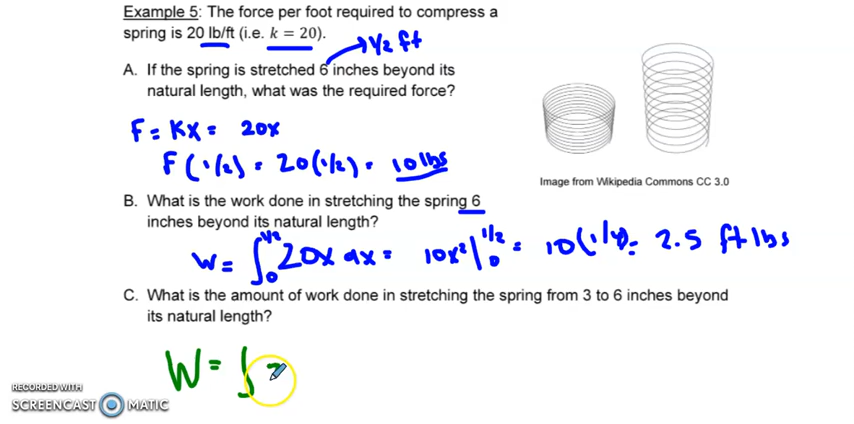 Example 5: The force per foot required to compress a
spring is 20 lb/ft (i.e. k = 20).
1/2 ft
A. If the spring is stretched 6 inches beyond its
natural length, what was the required force?
F = Kx = 20x
F(1/2) = 20(1/2) = 10 lbs
Image from Wikipedia Commons CC 3.0
B. What is the work done in stretching the spring 6
inches beyond its natural length?
W = ∫₀^1/2 20x dx = 10x²|₀^1/2 = 10(1/4) = 2.5 ft lbs
C. What is the amount of work done in stretching the spring from 3 to 6 inches beyond
its natural length?
W = ∫
RECORDED WITH
SCREENCAST MATIC